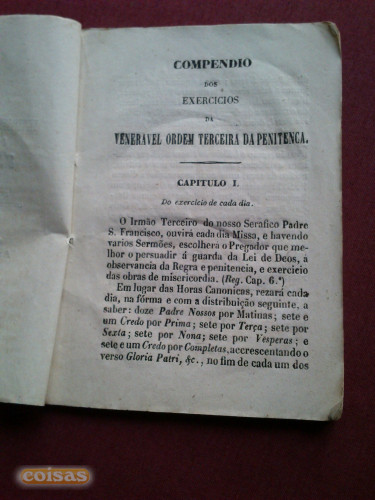 COMPENDIO
DOS
EXERCICIOS
DA
VENERAVEL ORDEM TERCEIRA DA PENITENCA.
CAPITULO I.
Do exercicio de cada dia.
O Irmão Terceiro do nosso Serafico Padre
S. Francisco, ouvirá cada dia Missa, e havendo
varios Sermões, escolherá o Pregador que me-
lhor o persuadir á guarda da Lei de Deos, a
observancia da Regra e penitencia, e exercicio
das obras de misericordia. (Reg. Cap. 6.º)
Em lugar das Horas Canonicas, rezará cada
dia, na fórma e com a distribuição seguinte, a
saber: doze Padre Nossos por Matinas; sete e
um Credo por Prima; sete por Terça; sete por
Sexta; sete por Nona; sete por Vesperas; e
sete e um Credo por Completas, accrescentando o
verso Gloria Patri, &c., no fim de cada um dos
coisas